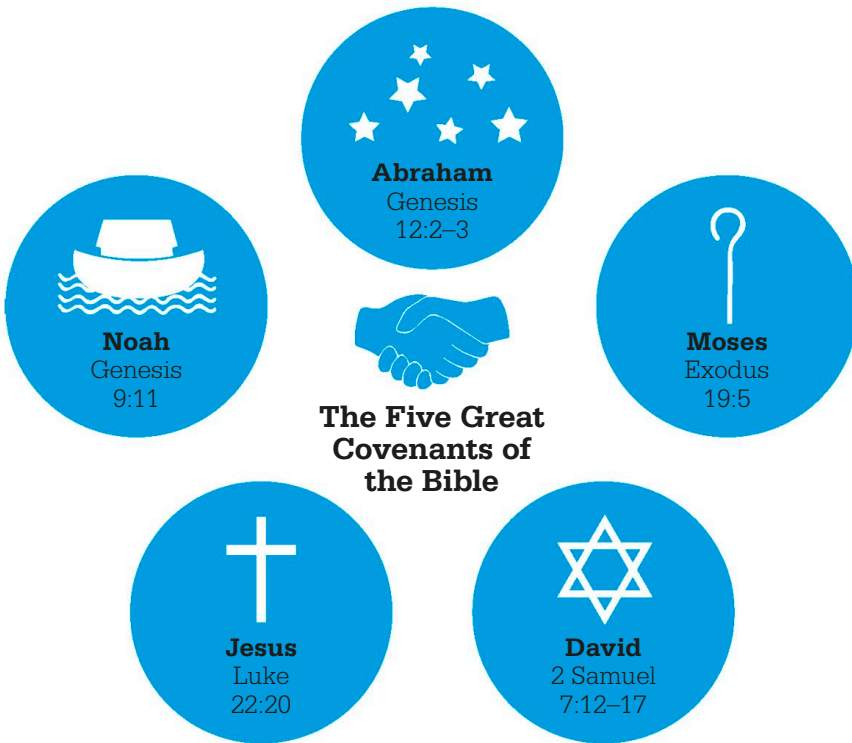 Abraham
Genesis
12:2–3
Noah
Genesis
9:11
Moses
Exodus
19:5
The Five Great
Covenants of
the Bible
Jesus
Luke
22:20
David
2 Samuel
7:12–17